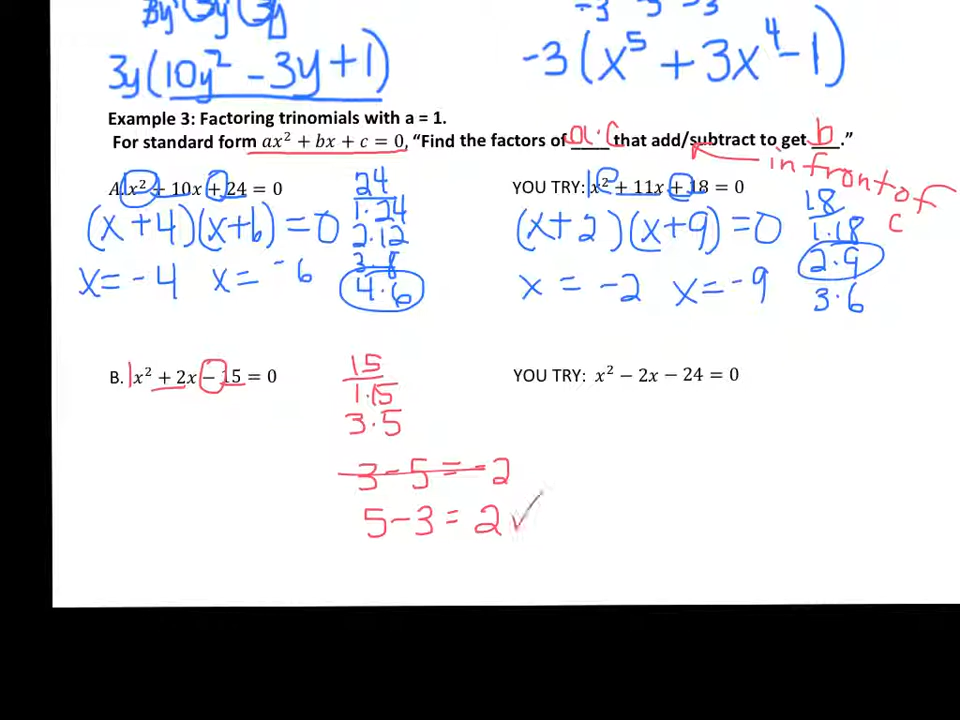 3y(10y² - 3y + 1)
-3(x⁵ + 3x⁴ - 1)
Example 3: Factoring trinomials with a = 1.
For standard form ax² + bx + c = 0, “Find the factors of a·c that add/subtract to get b.”
in front of c
A. 1x² + 10x + 24 = 0
(x+4)(x+6) = 0
x = -4 x = -6
24
1·24
2·12
3·8
4·6
YOU TRY: 1x² + 11x + 18 = 0
(x+2)(x+9) = 0
x = -2 x = -9
18
1·18
2·9
3·6
B. 1x² + 2x − 15 = 0
15
1·15
3·5
3 - 5 = -2
5 - 3 = 2 ✓
YOU TRY: x² − 2x − 24 = 0